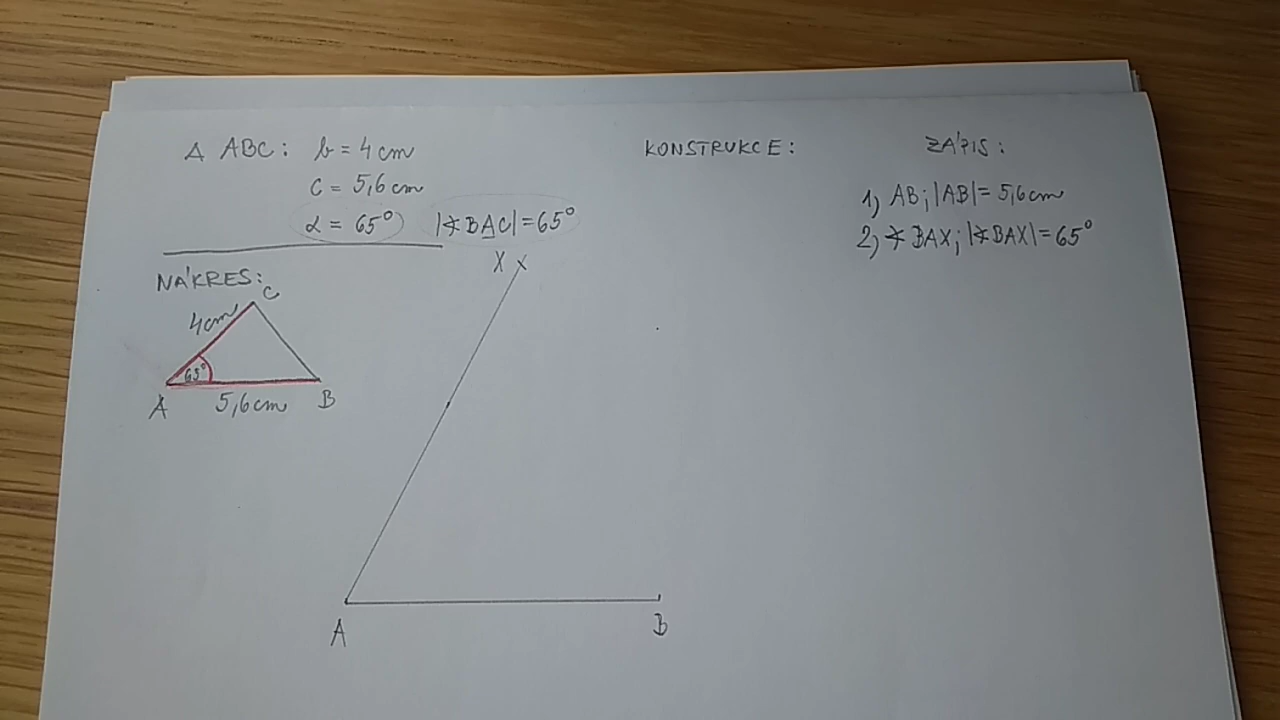 △ ABC: b = 4 cm
c = 5,6 cm
α = 65° |∢BAC| = 65°
NÁKRES:
C
4cm
65°
A 5,6cm B
KONSTRUKCE:
X
A B
ZÁPIS:
1) AB; |AB| = 5,6 cm
2) ∢ BAX; |∢BAX| = 65°